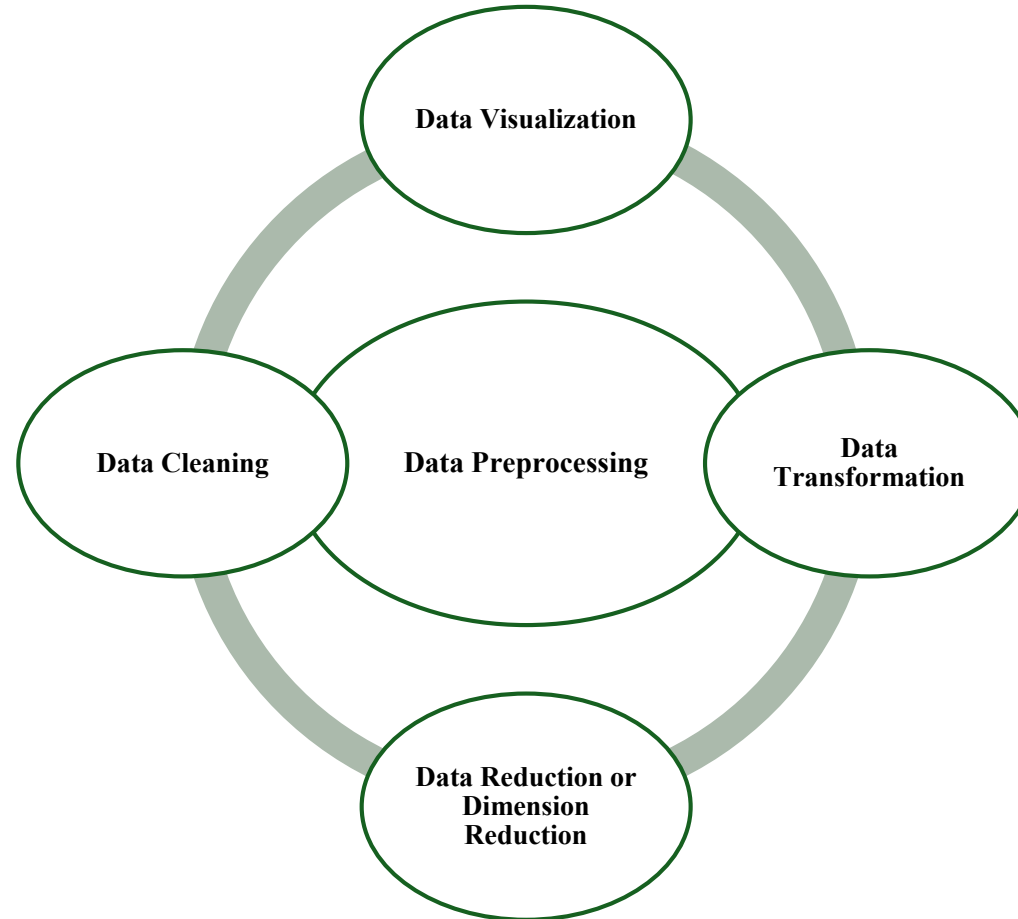 Data Visualization
Data Cleaning
Data Preprocessing
Data
Transformation
Data Reduction or
Dimension
Reduction